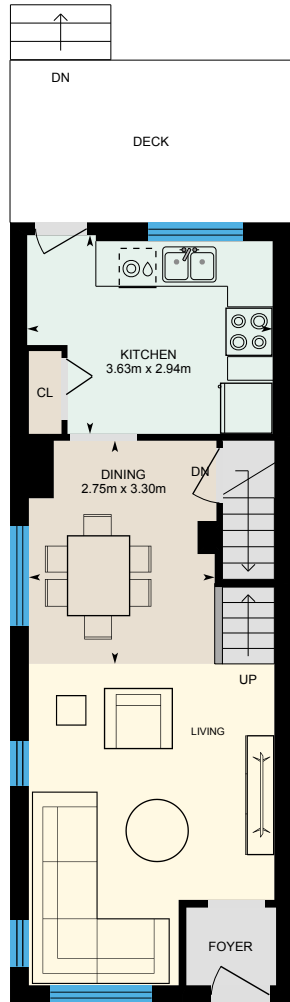 DN
DECK
KITCHEN
3.63m x 2.94m
CL
DINING
2.75m x 3.30m
DN
UP
LIVING
FOYER